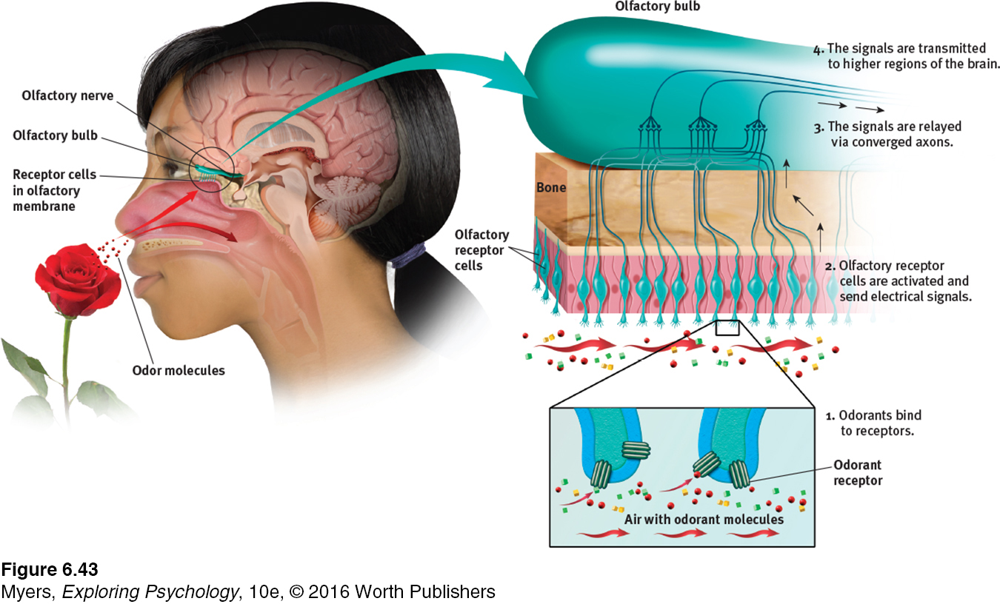 Olfactory bulb
4. The signals are transmitted
to higher regions of the brain.
Olfactory nerve
Olfactory bulb
3. The signals are relayed
via converged axons.
Receptor cells
in olfactory
membrane
Bone
Olfactory
receptor
cells
2. Olfactory receptor
cells are activated and
send electrical signals.
Odor molecules
1. Odorants bind
to receptors.
Odorant
receptor
Air with odorant molecules
Figure 6.43
Myers, Exploring Psychology, 10e, © 2016 Worth Publishers